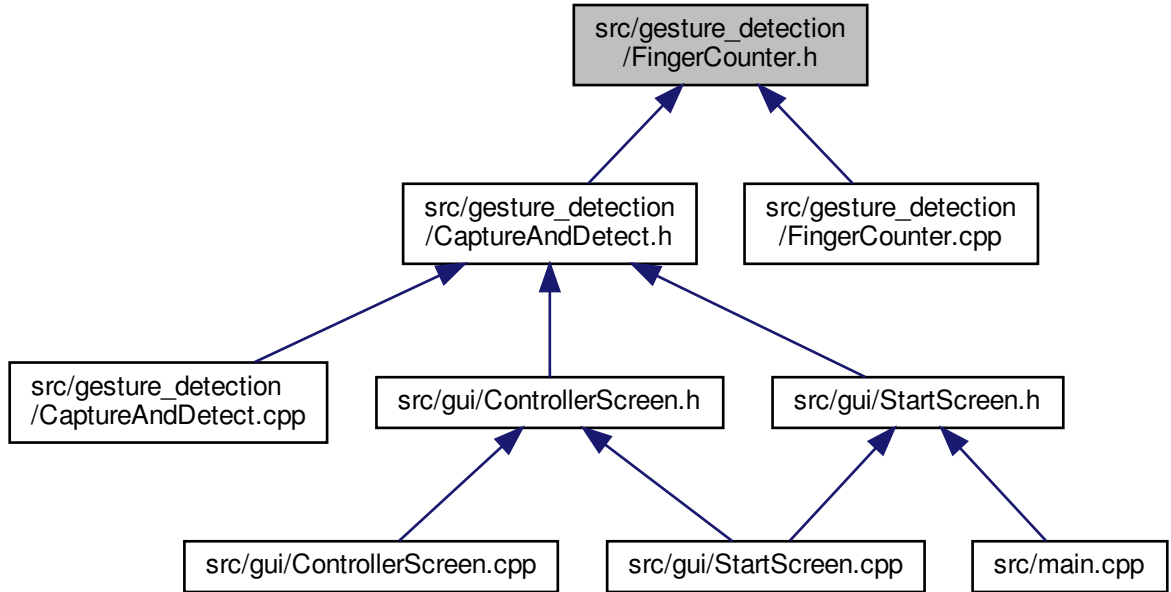 src/gesture_detection
/FingerCounter.h
src/gesture_detection
/CaptureAndDetect.h
src/gesture_detection
/FingerCounter.cpp
src/gesture_detection
/CaptureAndDetect.cpp
src/gui/ControllerScreen.h
src/gui/StartScreen.h
src/gui/ControllerScreen.cpp
src/gui/StartScreen.cpp
src/main.cpp